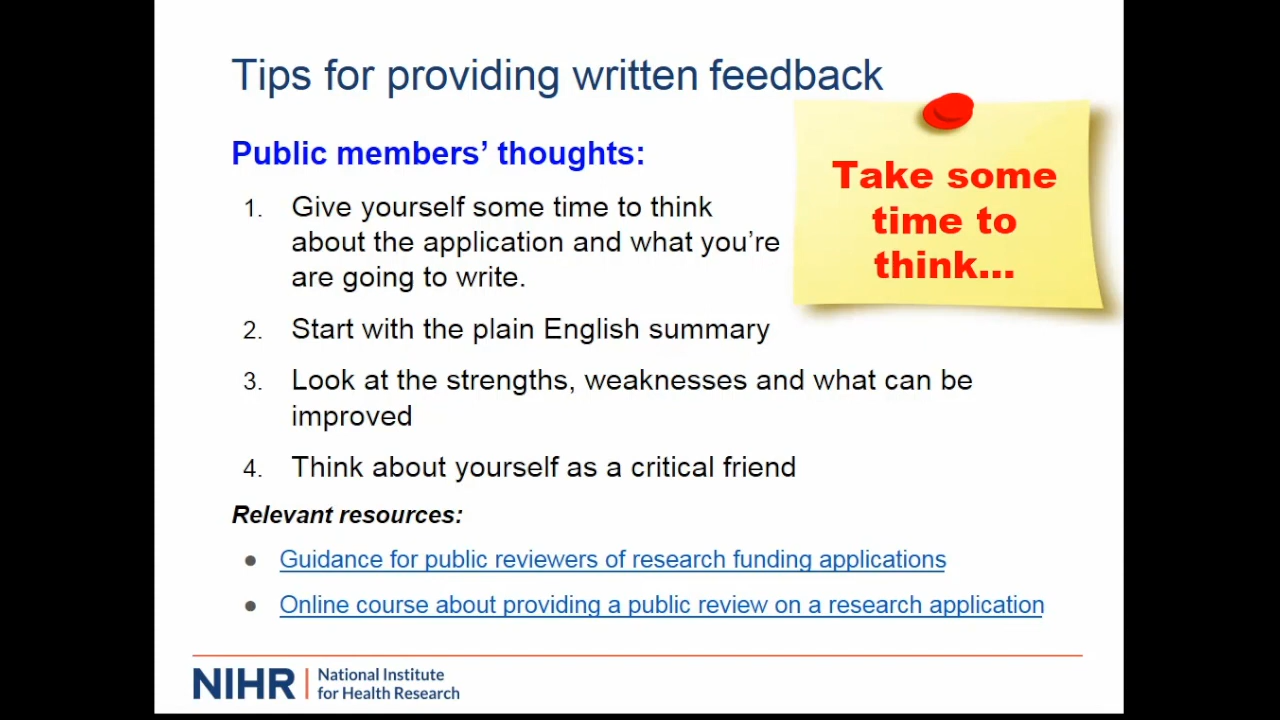 Tips for providing written feedback
Public members’ thoughts:
1. Give yourself some time to think
about the application and what you’re
are going to write.
2. Start with the plain English summary
3. Look at the strengths, weaknesses and what can be
improved
4. Think about yourself as a critical friend
Take some
time to
think...
Relevant resources:
● Guidance for public reviewers of research funding applications
● Online course about providing a public review on a research application
NIHR | National Institute
for Health Research